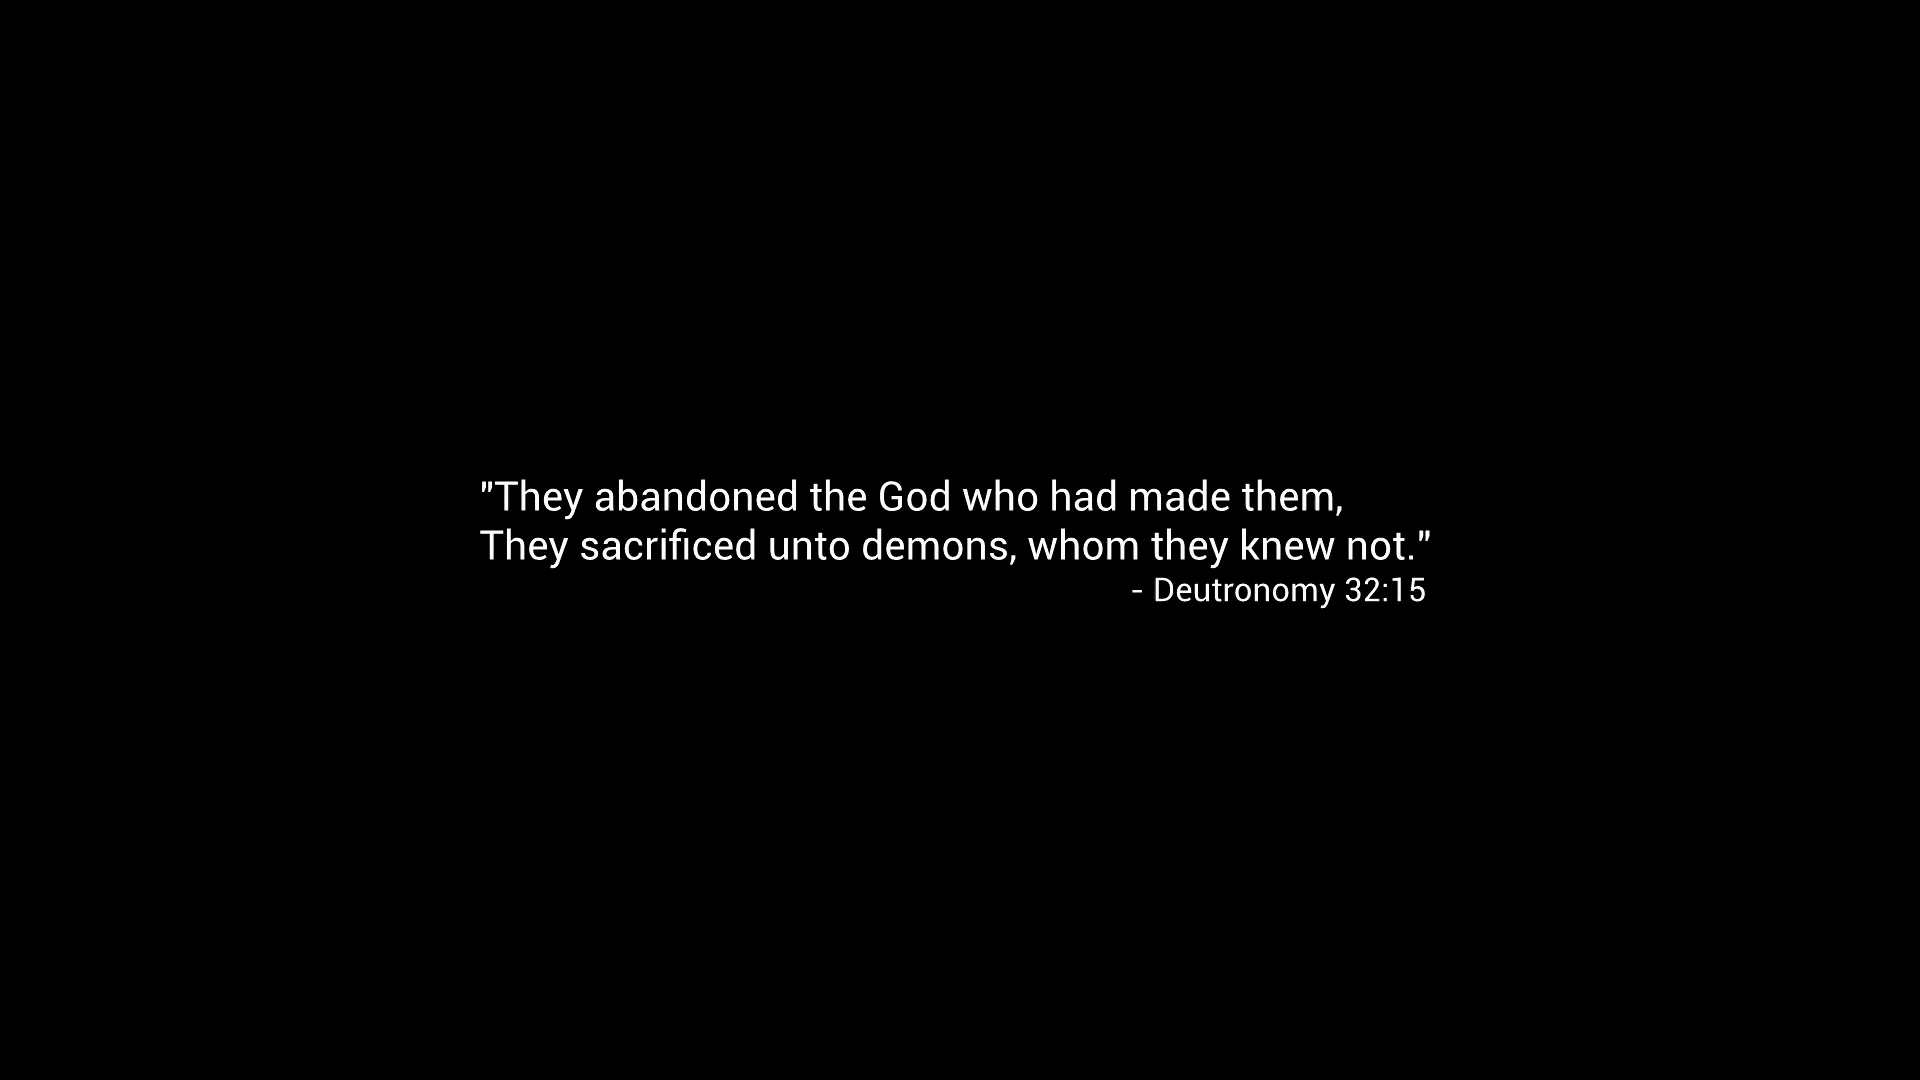 "They abandoned the God who had made them,
They sacrificed unto demons, whom they knew not."
- Deutronomy 32:15